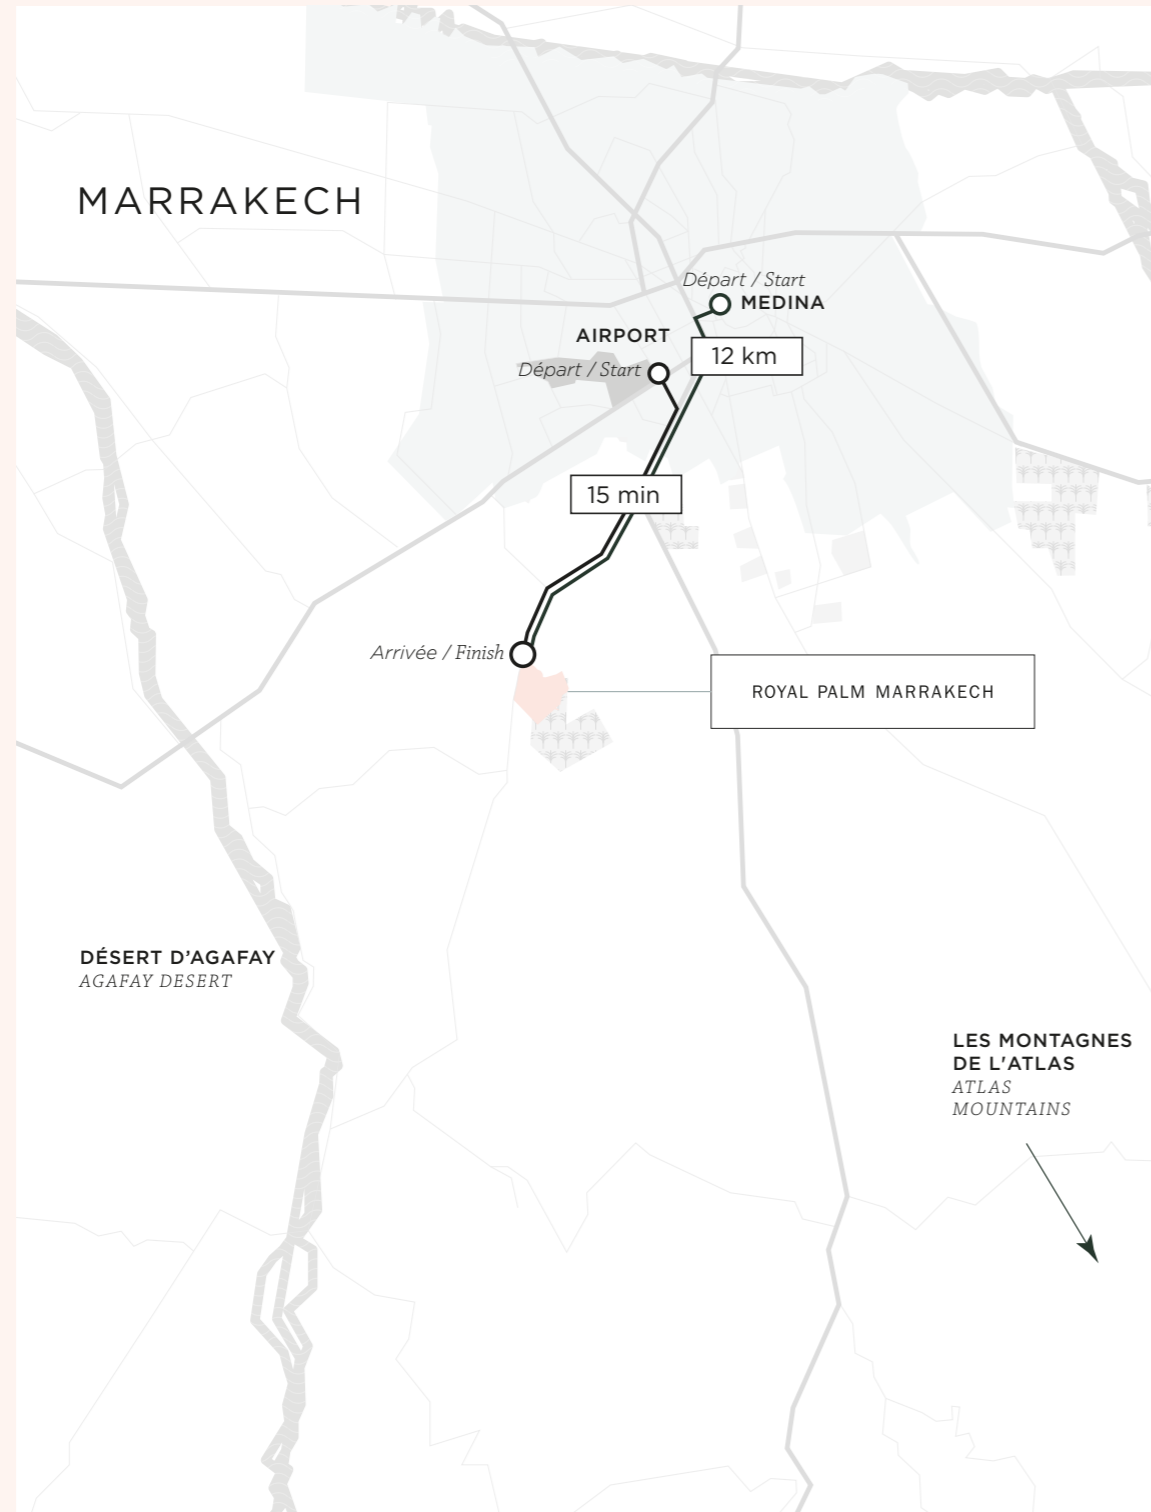 MARRAKECH
Départ / Start
MEDINA
AIRPORT
12 km
Départ / Start
15 min
Arrivée / Finish
ROYAL PALM MARRAKECH
DÉSERT D’AGAFAY
AGAFAY DESERT
LES MONTAGNES
DE L'ATLAS
ATLAS
MOUNTAINS